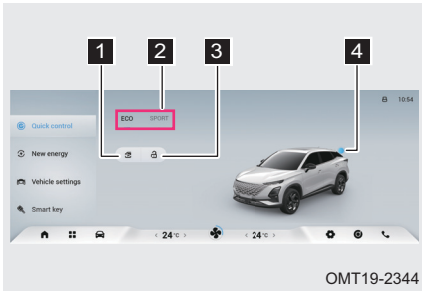 1
2
3
4
ECO SPORT
10:54
Quick control
New energy
Vehicle settings
Smart key
< 24 °C >
< 24 °C >
OMT19-2344